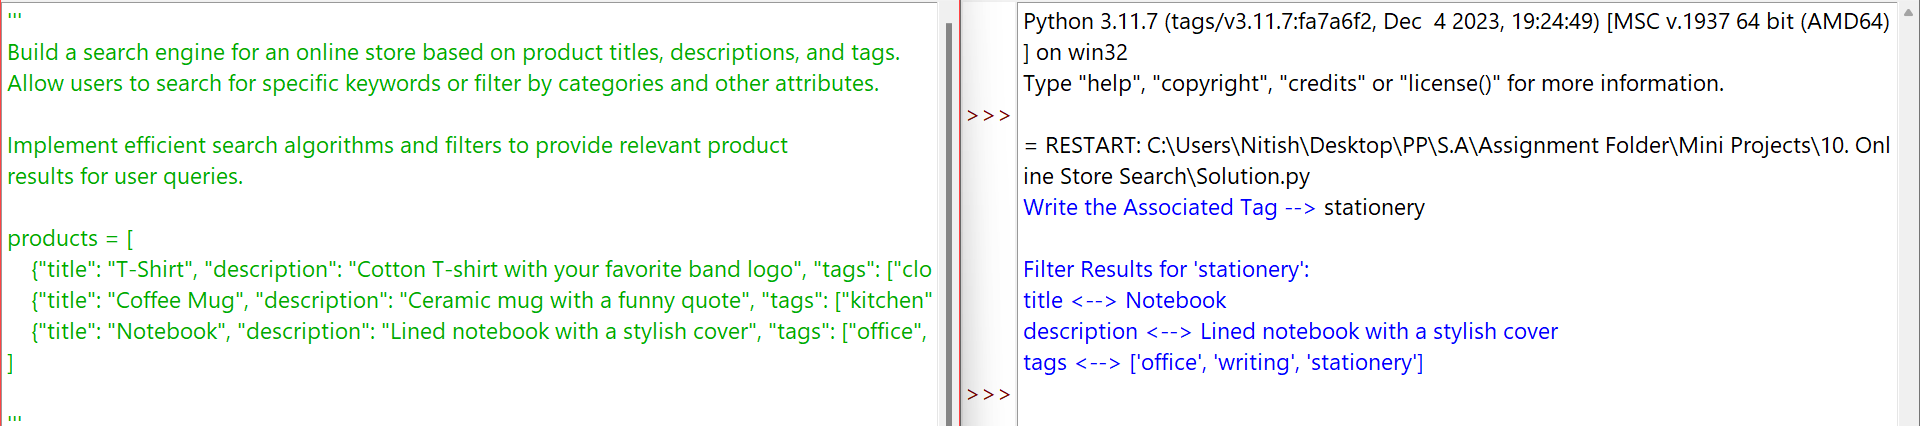 '''
Build a search engine for an online store based on product titles, descriptions, and tags.
Allow users to search for specific keywords or filter by categories and other attributes.
Implement efficient search algorithms and filters to provide relevant product
results for user queries.
products = [
{"title": "T-Shirt", "description": "Cotton T-shirt with your favorite band logo", "tags": ["clo
{"title": "Coffee Mug", "description": "Ceramic mug with a funny quote", "tags": ["kitchen"
{"title": "Notebook", "description": "Lined notebook with a stylish cover", "tags": ["office",
]
'''
Python 3.11.7 (tags/v3.11.7:fa7a6f2, Dec  4 2023, 19:24:49) [MSC v.1937 64 bit (AMD64)
] on win32
Type "help", "copyright", "credits" or "license()" for more information.
>>>
= RESTART: C:\Users\Nitish\Desktop\PP\S.A\Assignment Folder\Mini Projects\10. Onl
ine Store Search\Solution.py
Write the Associated Tag --> stationery
Filter Results for 'stationery':
title <--> Notebook
description <--> Lined notebook with a stylish cover
tags <--> ['office', 'writing', 'stationery']
>>>